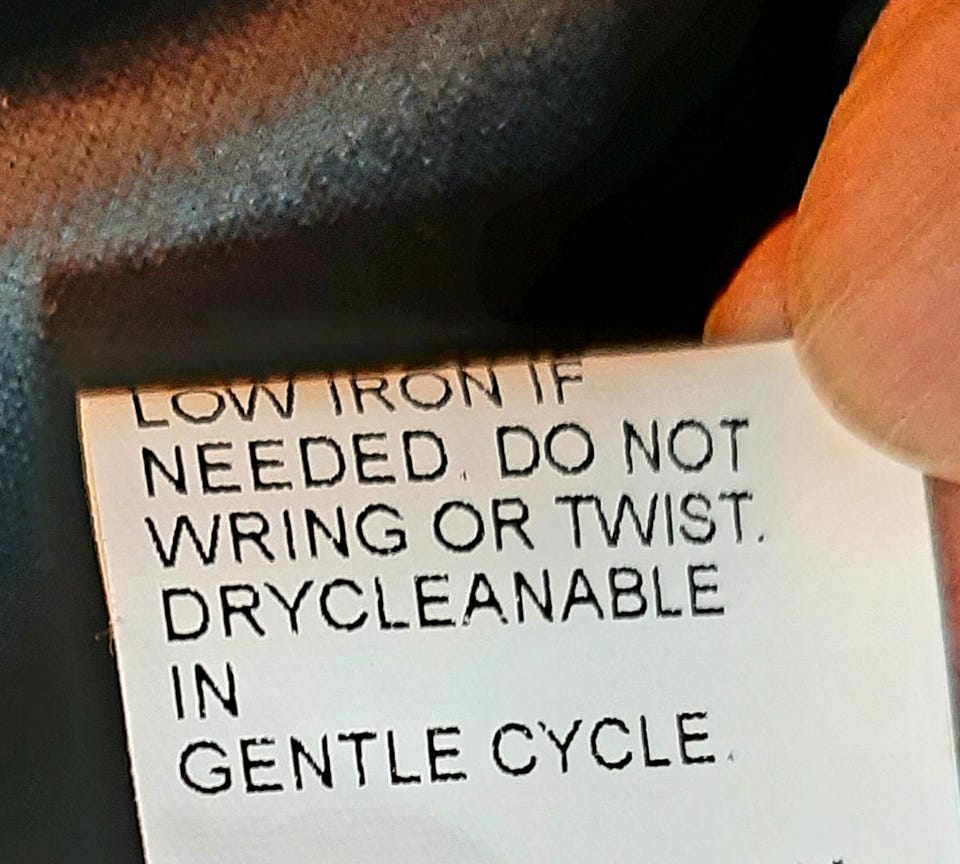 LOW IRON IF
NEEDED. DO NOT
WRING OR TWIST.
DRYCLEANABLE
IN
GENTLE CYCLE.